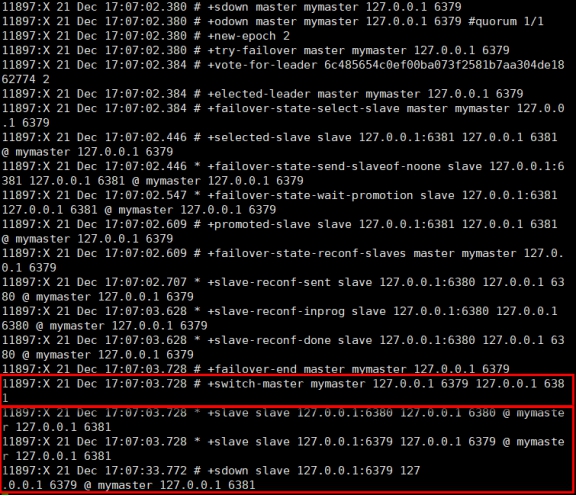 11897:X 21 Dec 17:07:02.380 # +sdown master mymaster 127.0.0.1 6379
11897:X 21 Dec 17:07:02.380 # +odown master mymaster 127.0.0.1 6379 #quorum 1/1
11897:X 21 Dec 17:07:02.380 # +new-epoch 2
11897:X 21 Dec 17:07:02.380 # +try-failover master mymaster 127.0.0.1 6379
11897:X 21 Dec 17:07:02.384 # +vote-for-leader 6c485654c0ef00ba073f2581b7aa304de18
62774 2
11897:X 21 Dec 17:07:02.384 # +elected-leader master mymaster 127.0.0.1 6379
11897:X 21 Dec 17:07:02.384 # +failover-state-select-slave master mymaster 127.0.0
.1 6379
11897:X 21 Dec 17:07:02.446 # +selected-slave slave 127.0.0.1:6381 127.0.0.1 6381
@ mymaster 127.0.0.1 6379
11897:X 21 Dec 17:07:02.446 * +failover-state-send-slaveof-noone slave 127.0.0.1:6
381 127.0.0.1 6381 @ mymaster 127.0.0.1 6379
11897:X 21 Dec 17:07:02.547 * +failover-state-wait-promotion slave 127.0.0.1:6381
127.0.0.1 6381 @ mymaster 127.0.0.1 6379
11897:X 21 Dec 17:07:02.609 # +promoted-slave slave 127.0.0.1:6381 127.0.0.1 6381
@ mymaster 127.0.0.1 6379
11897:X 21 Dec 17:07:02.609 # +failover-state-reconf-slaves master mymaster 127.0.
0.1 6379
11897:X 21 Dec 17:07:02.707 * +slave-reconf-sent slave 127.0.0.1:6380 127.0.0.1 63
80 @ mymaster 127.0.0.1 6379
11897:X 21 Dec 17:07:03.628 * +slave-reconf-inprog slave 127.0.0.1:6380 127.0.0.1
6380 @ mymaster 127.0.0.1 6379
11897:X 21 Dec 17:07:03.628 * +slave-reconf-done slave 127.0.0.1:6380 127.0.0.1 63
80 @ mymaster 127.0.0.1 6379
11897:X 21 Dec 17:07:03.728 # +failover-end master mymaster 127.0.0.1 6379
11897:X 21 Dec 17:07:03.728 # +switch-master mymaster 127.0.0.1 6379 127.0.0.1 638
1
11897:X 21 Dec 17:07:03.728 * +slave slave 127.0.0.1:6380 127.0.0.1 6380 @ mymaste
r 127.0.0.1 6381
11897:X 21 Dec 17:07:03.728 * +slave slave 127.0.0.1:6379 127.0.0.1 6379 @ mymaste
r 127.0.0.1 6381
11897:X 21 Dec 17:07:33.772 # +sdown slave 127.0.0.1:6379 127
.0.0.1 6379 @ mymaster 127.0.0.1 6381